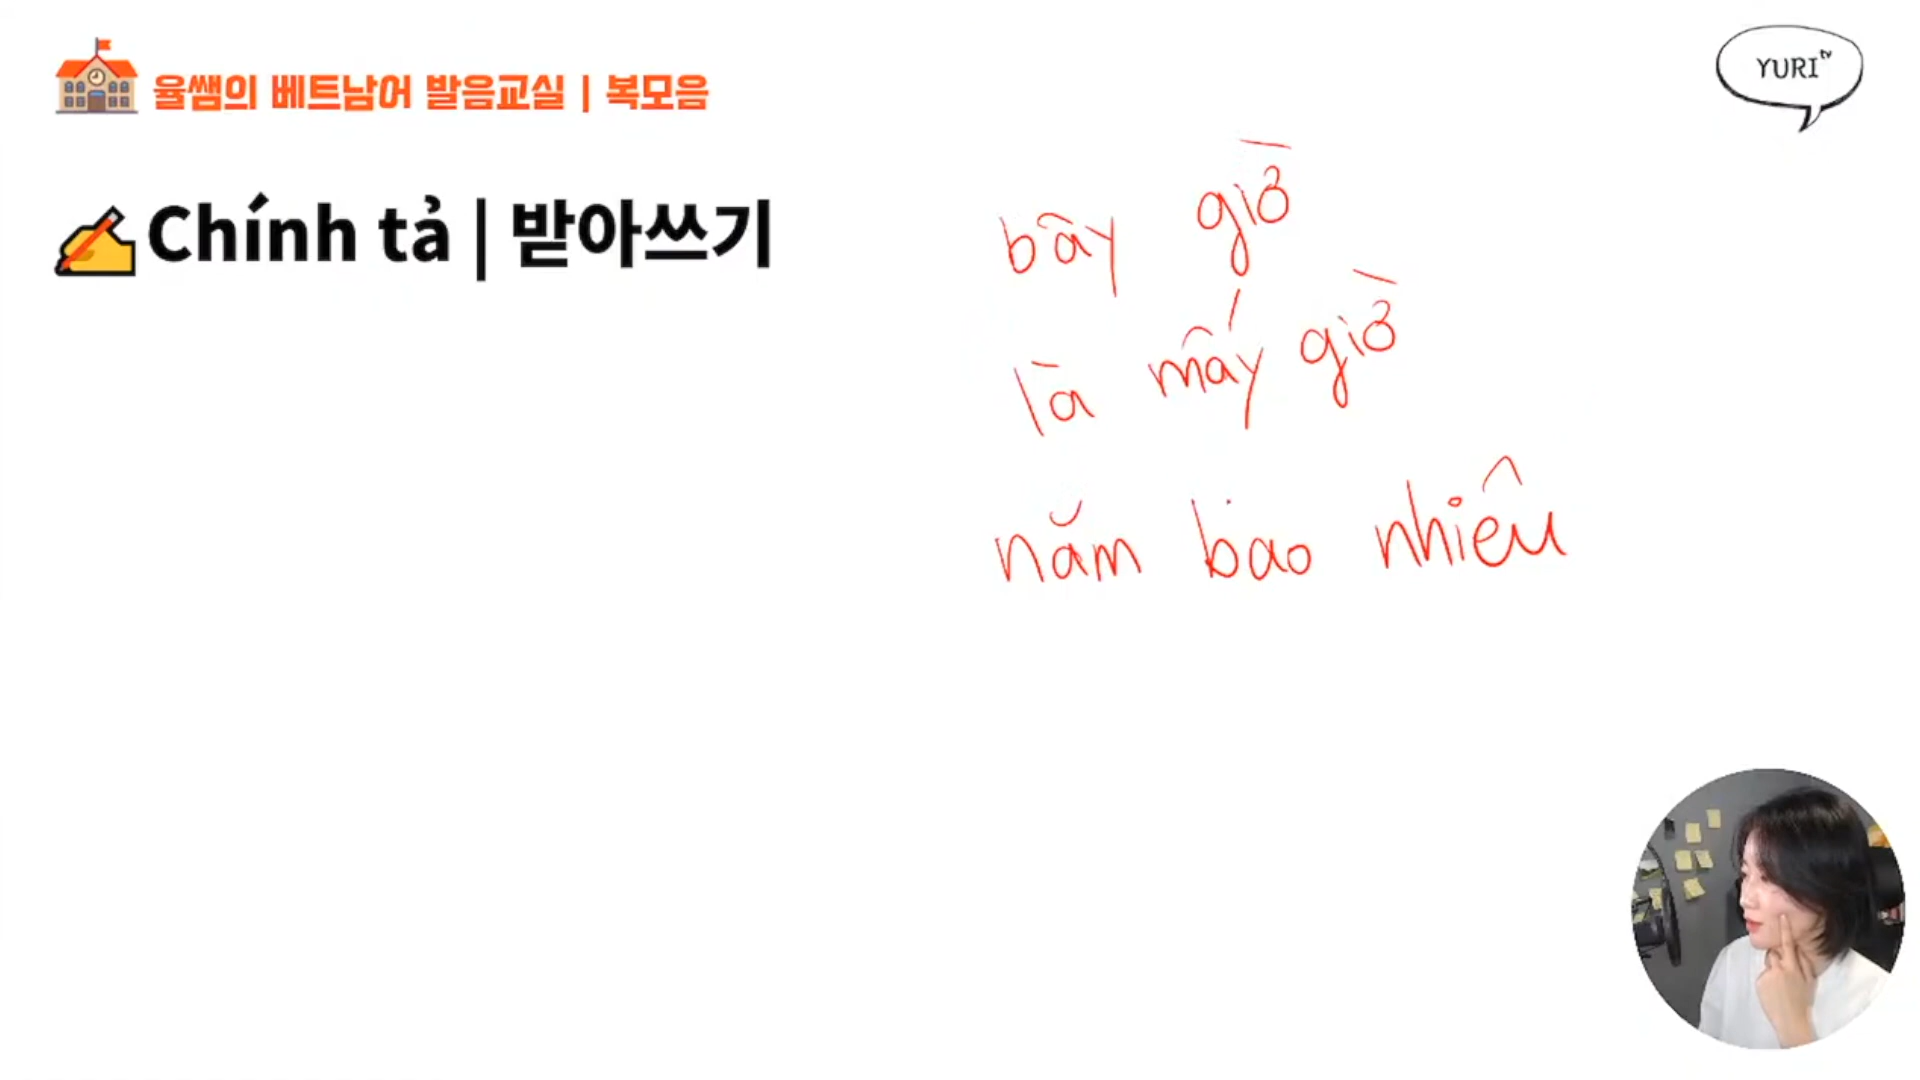 율쌤의 베트남어 발음교실 | 복모음
YURI tv
Chính tả | 받아쓰기
bây giờ
là mấy giờ
năm bao nhiêu